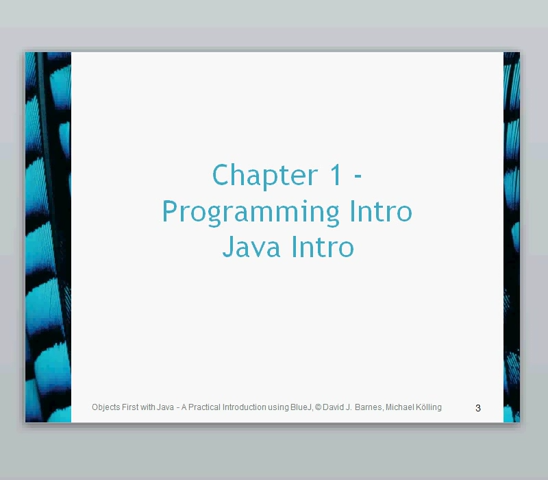 Chapter 1 -
Programming Intro
Java Intro
Objects First with Java - A Practical Introduction using BlueJ, © David J. Barnes, Michael Kölling
3